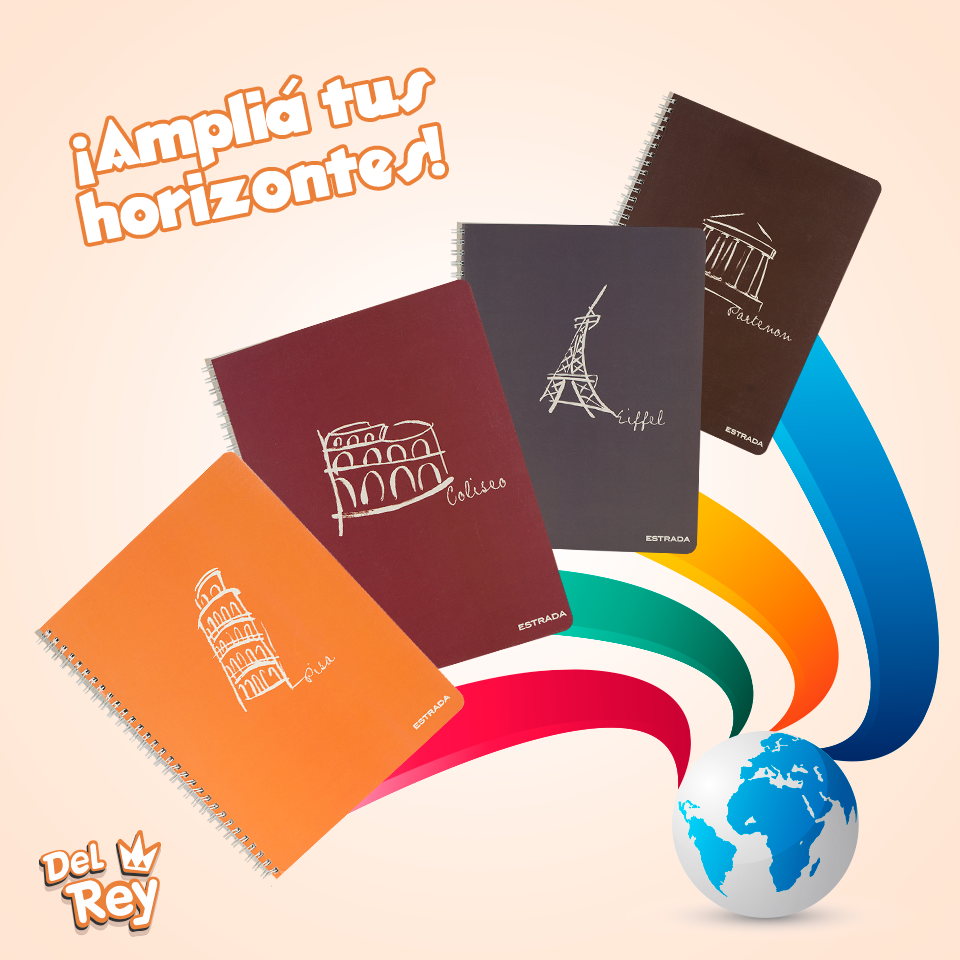 ¡Ampliá tus
horizontes!
Partenon
ESTRADA
Eiffel
ESTRADA
Coliseo
ESTRADA
Pisa
ESTRADA
Del
Rey